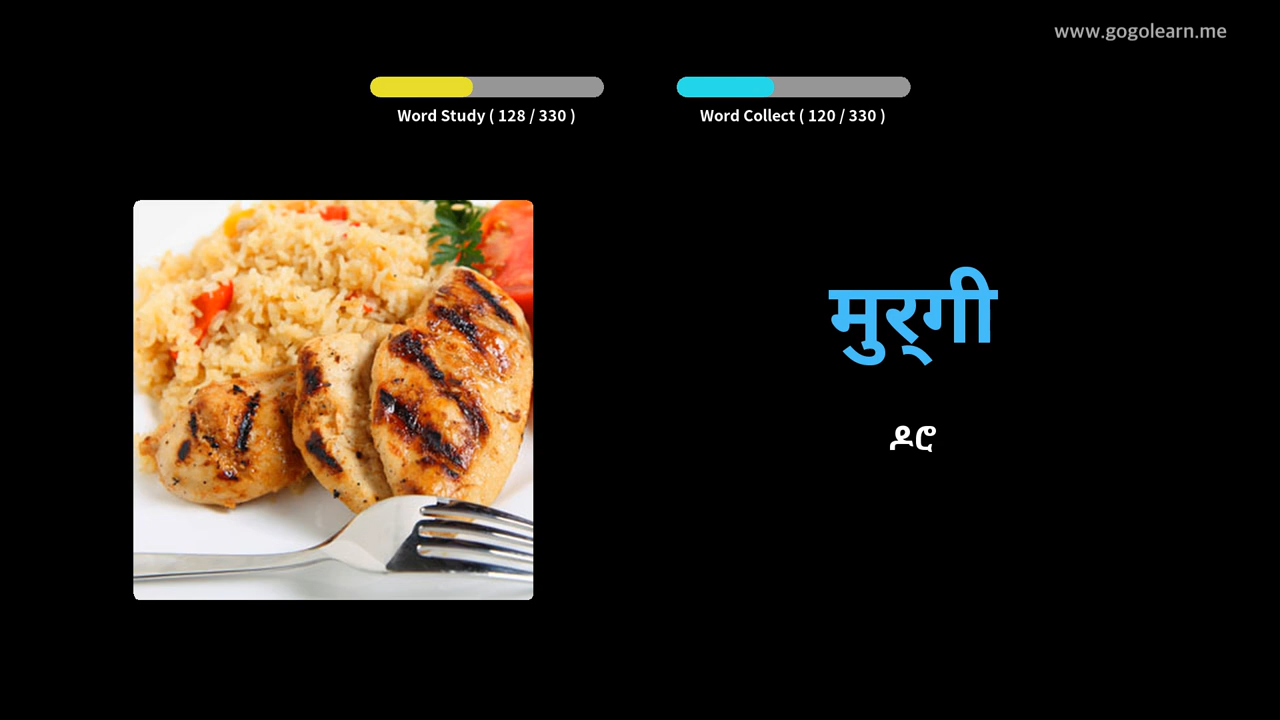 www.gogolearn.me
Word Study ( 128 / 330 )
Word Collect ( 120 / 330 )
मुर्‍गी
ዶሮ